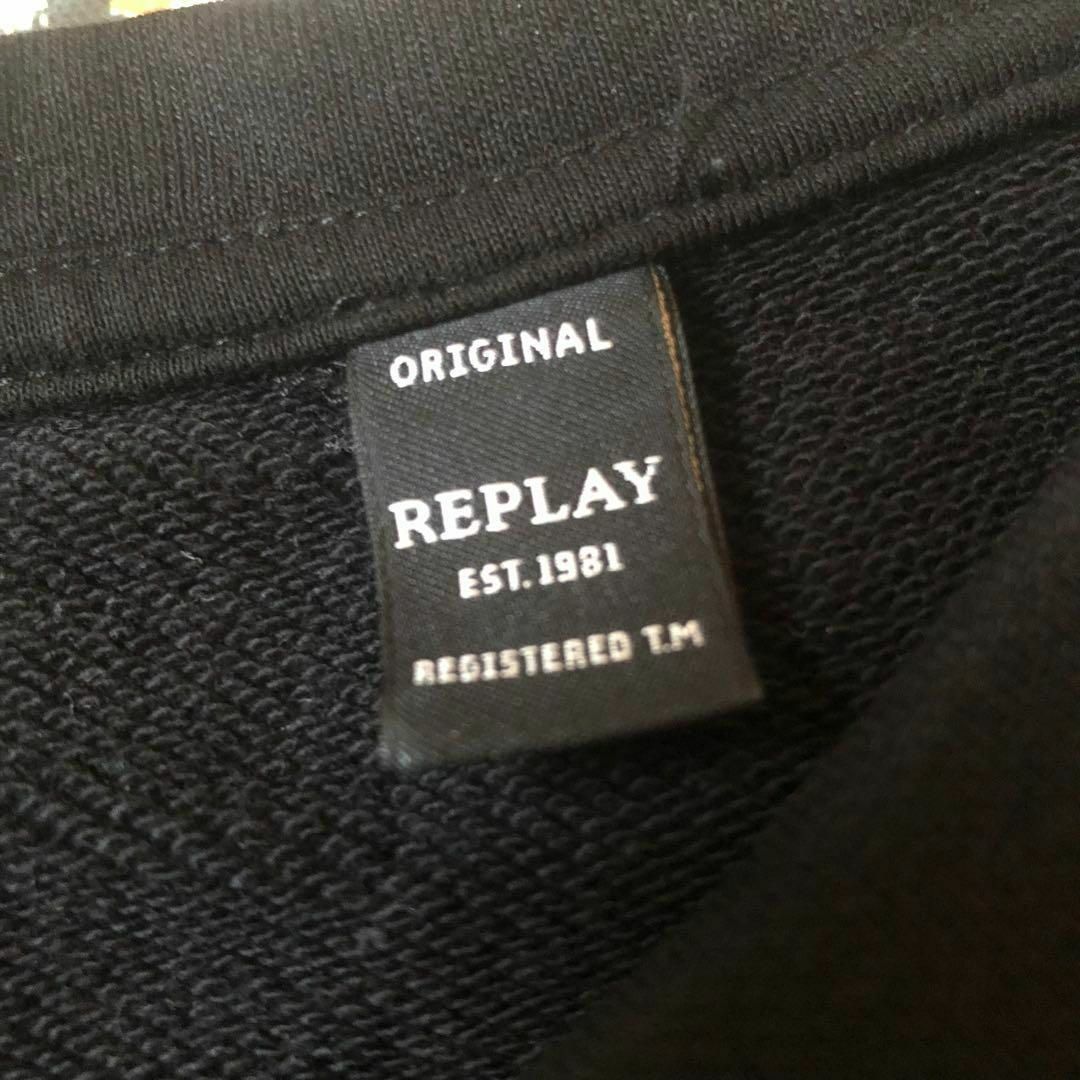 ORIGINAL
REPLAY
EST. 1981
REGISTERED T.M